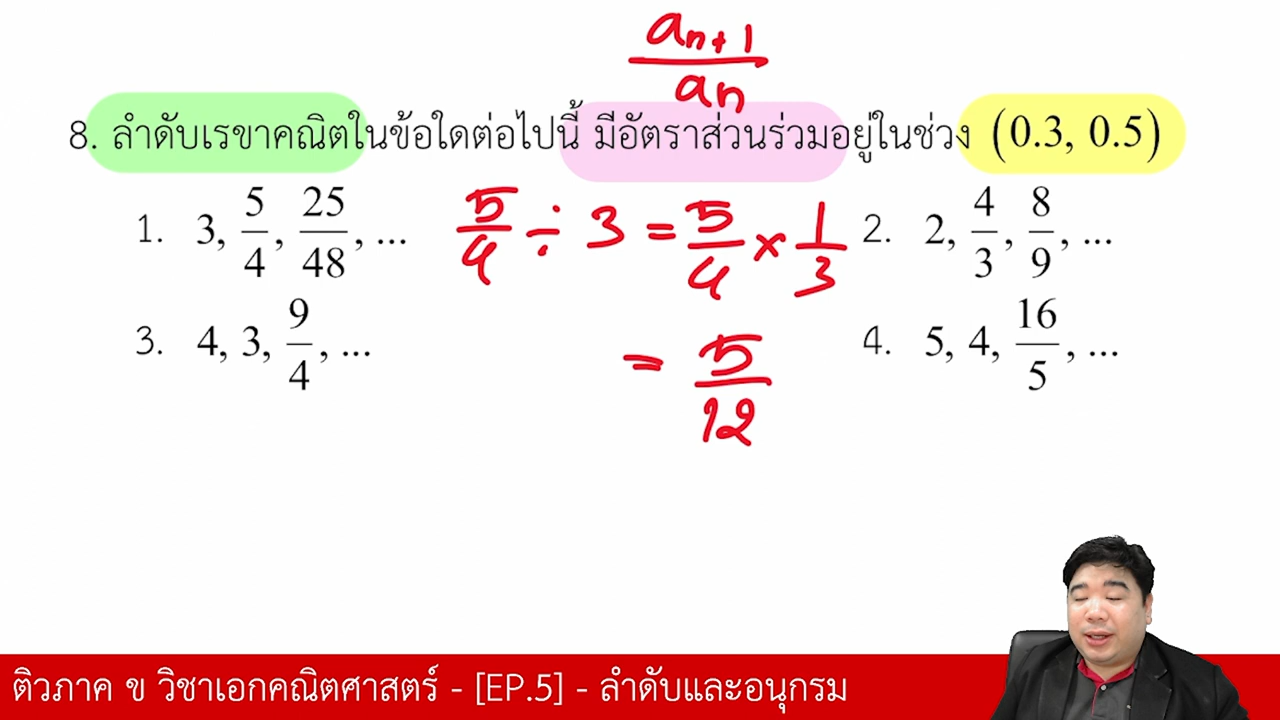 aₙ₊₁
aₙ
8. ลำดับเรขาคณิตในข้อใดต่อไปนี้ มีอัตราส่วนร่วมอยู่ในช่วง (0.3, 0.5)
1. 3, 5/4, 25/48, ...
5/4 ÷ 3 = 5/4 × 1/3
2. 2, 4/3, 8/9, ...
3. 4, 3, 9/4, ...
= 5/12
4. 5, 4, 16/5, ...
ติวภาค ข วิชาเอกคณิตศาสตร์ - [EP.5] - ลำดับและอนุกรม